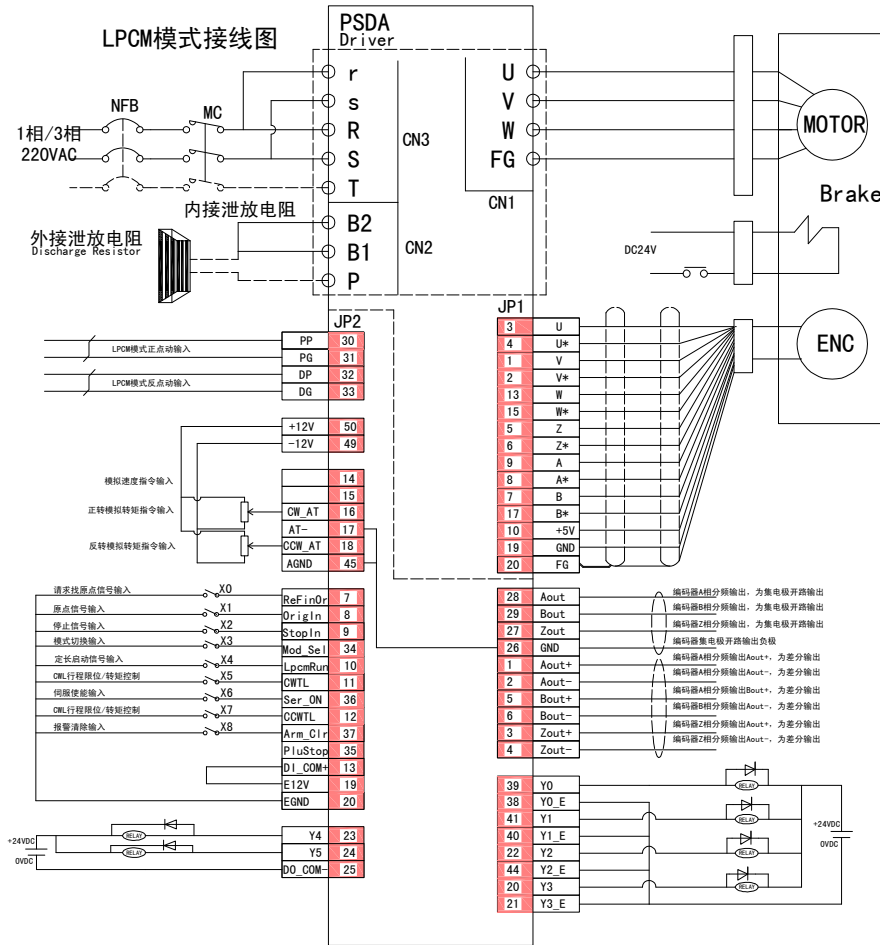 LPCM模式接线图
PSDA
Driver
NFB
MC
1相/3相
220VAC
r
s
R
S
T
CN3
内接泄放电阻
外接泄放电阻
Discharge Resistor
B2
B1
P
CN2
U
V
W
FG
CN1
MOTOR
Brake
DC24V
ENC
JP2
LPCM模式正点动输入
PP 30
PG 31
LPCM模式反点动输入
DP 32
DG 33
+12V 50
-12V 49
模拟速度指令输入
14
15
正转模拟转矩指令输入
CW_AT 16
AT- 17
反转模拟转矩指令输入
CCW_AT 18
AGND 45
请求找原点信号输入 X0 ReFinOr 7
原点信号输入 X1 OrigIn 8
停止信号输入 X2 StopIn 9
模式切换输入 X3 Mod_Sel 34
定长启动信号输入 X4 LpcmRun 10
CWL行程限位/转矩控制 X5 CWTL 11
伺服使能输入 X6 Ser_ON 36
CWL行程限位/转矩控制 X7 CCWTL 12
报警清除输入 X8 Arm_Clr 37
PluStop 35
DI_COM+ 13
E12V 19
EGND 20
+24VDC
0VDC
RELAY Y4 23
RELAY Y5 24
DO_COM- 25
JP1
3 U
4 U*
1 V
2 V*
13 W
15 W*
5 Z
6 Z*
9 A
8 A*
7 B
17 B*
10 +5V
19 GND
20 FG
28 Aout 编码器A相分频输出，为集电极开路输出
29 Bout 编码器B相分频输出，为集电极开路输出
27 Zout 编码器Z相分频输出，为集电极开路输出
26 GND 编码器集电极开路输出负极
1 Aout+ 编码器A相分频输出Aout+，为差分输出
2 Aout- 编码器A相分频输出Aout-，为差分输出
5 Bout+ 编码器A相分频输出Bout+，为差分输出
6 Bout- 编码器B相分频输出Aout-，为差分输出
3 Zout+ 编码器Z相分频输出Aout+，为差分输出
4 Zout- 编码器Z相分频输出Aout-，为差分输出
39 Y0 RELAY
38 Y0_E
41 Y1 RELAY
40 Y1_E
22 Y2 RELAY
44 Y2_E
20 Y3 RELAY
21 Y3_E
+24VDC
0VDC